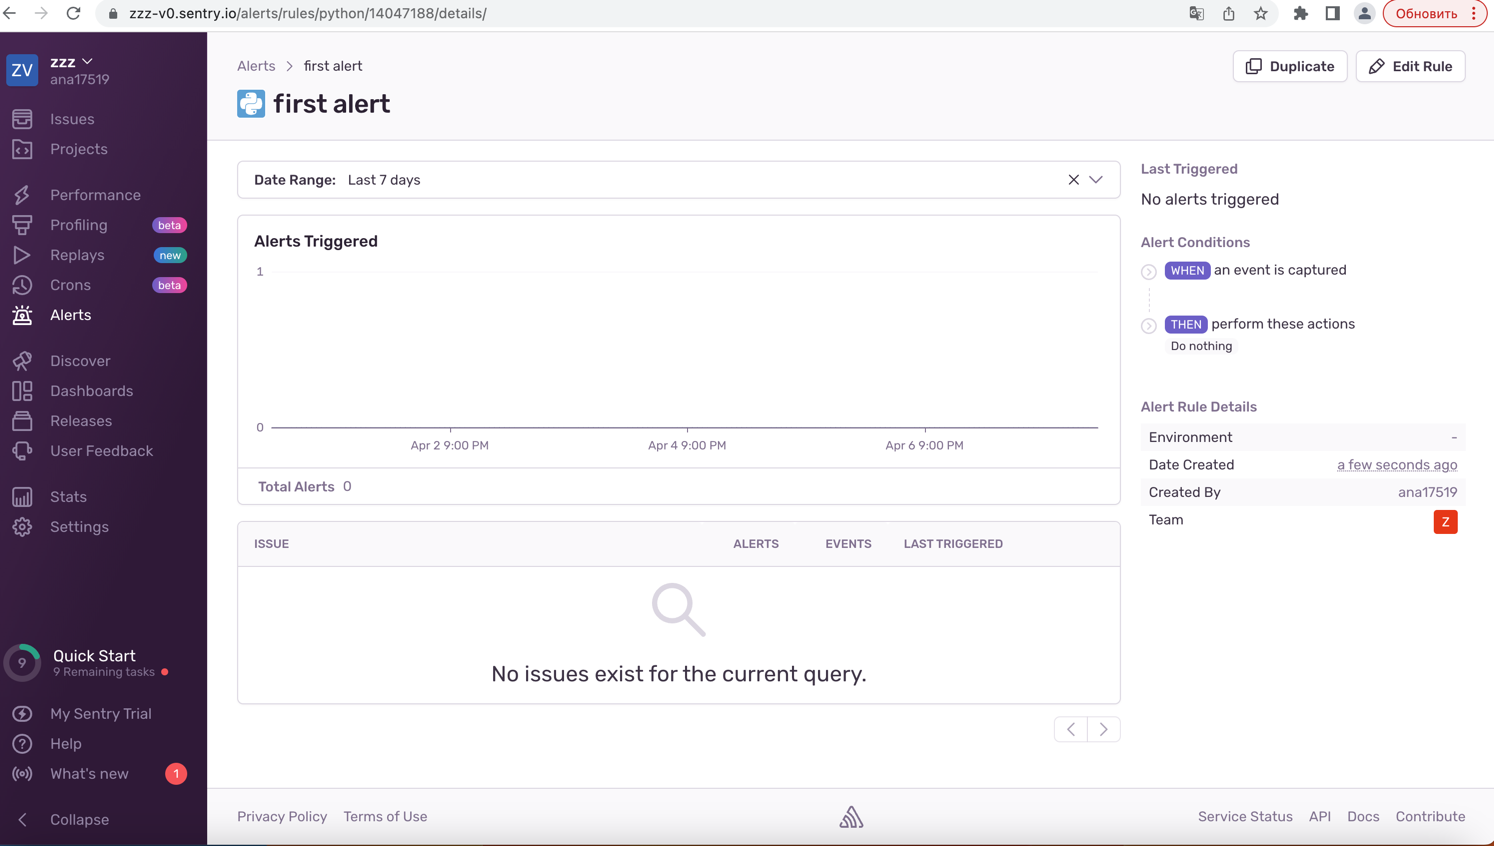 zzz-v0.sentry.io/alerts/rules/python/14047188/details/
Обновить
ZV
zzz
ana17519
Issues
Projects
Performance
Profiling beta
Replays new
Crons beta
Alerts
Discover
Dashboards
Releases
User Feedback
Stats
Settings
9
Quick Start
9 Remaining tasks
My Sentry Trial
Help
What's new 1
Collapse
Alerts > first alert
first alert
Duplicate
Edit Rule
Date Range: Last 7 days
Alerts Triggered
1
0
Apr 2 9:00 PM Apr 4 9:00 PM Apr 6 9:00 PM
Total Alerts 0
ISSUE ALERTS EVENTS LAST TRIGGERED
No issues exist for the current query.
Last Triggered
No alerts triggered
Alert Conditions
WHEN an event is captured
THEN perform these actions
Do nothing
Alert Rule Details
Environment -
Date Created a few seconds ago
Created By ana17519
Team Z
Privacy Policy Terms of Use
Service Status API Docs Contribute